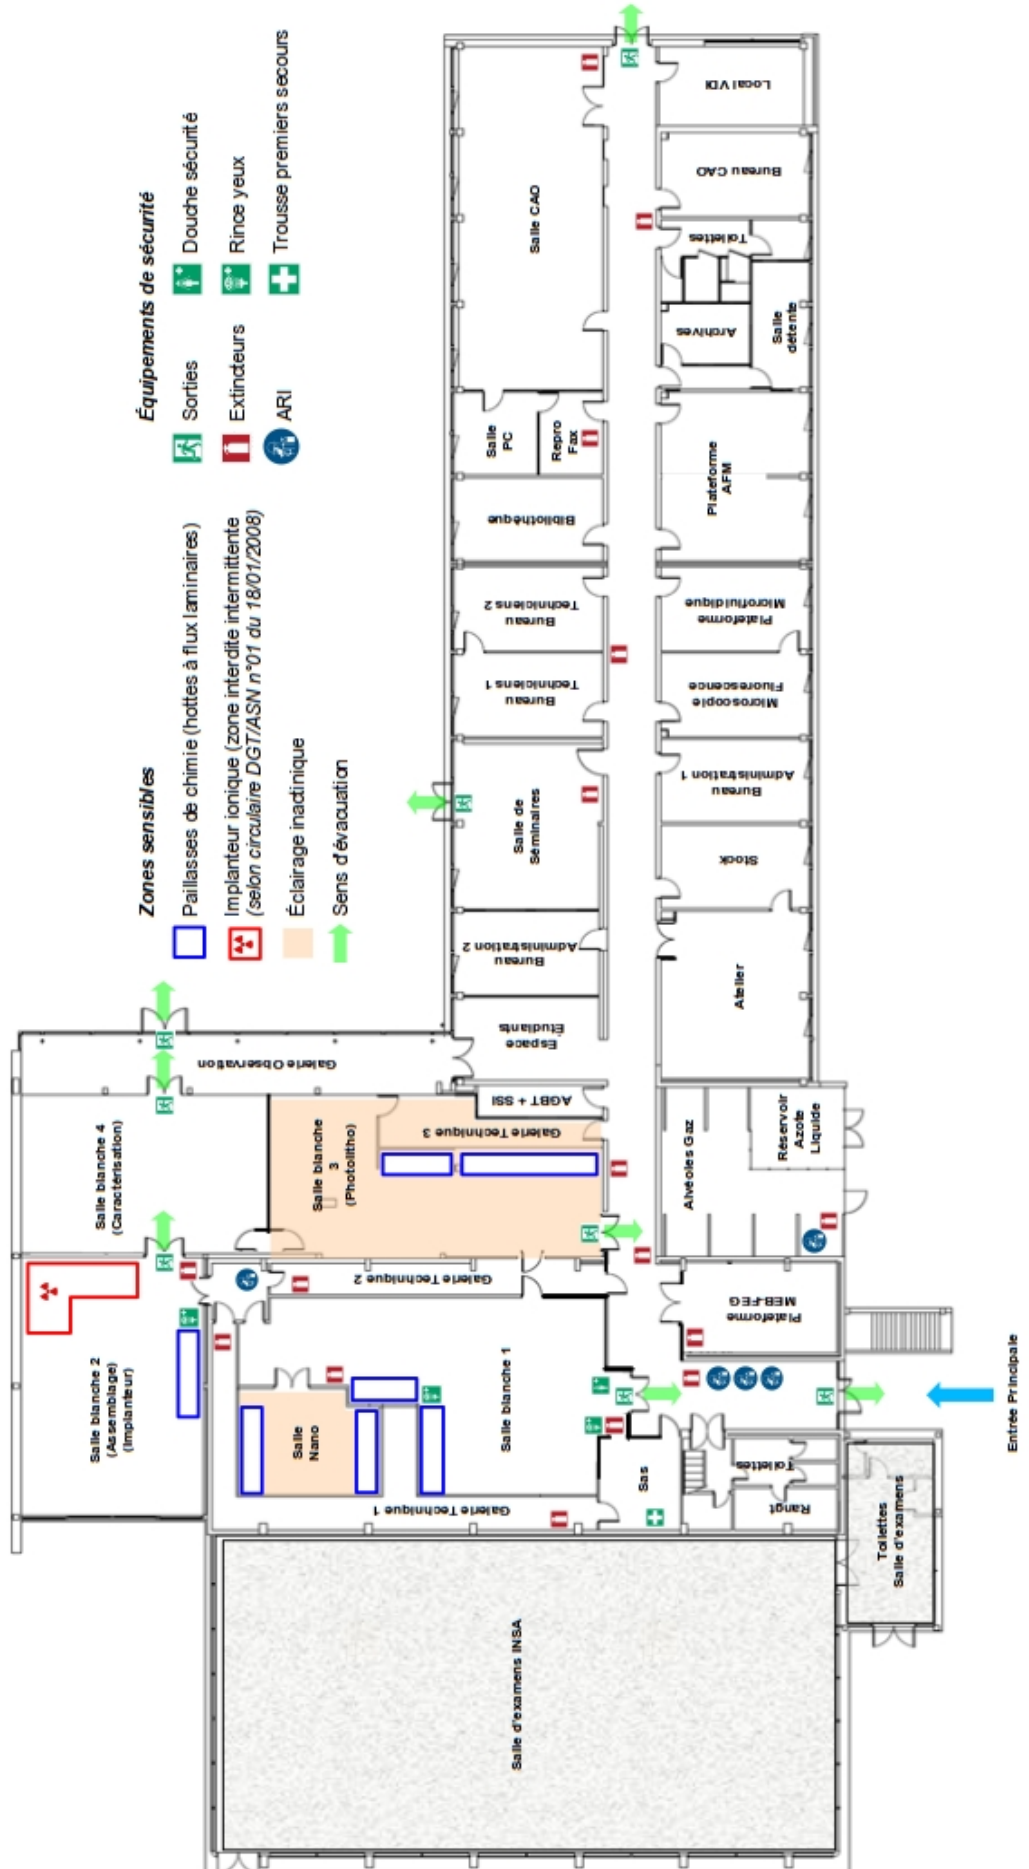 Zones sensibles
Paillasses de chimie (hottes à flux laminaires)
Implanteur ionique (zone interdite intermittente
(selon circulaire DGT/ASN n°01 du 18/01/2008)
Éclairage inactinique
Sens d'évacuation
Équipements de sécurité
Sorties
Extincteurs
ARI
Douche sécurité
Rince yeux
Trousse premiers secours
Salle blanche 2
(Assemblage)
(Implanteur)
Salle blanche 4
(Caractérisation)
Galerie Observation
Salle
Nano
Galerie Technique 2
Salle blanche
3
(Photolitho)
Galerie Technique 3
AGBT + SSI
Galerie Technique 1
Salle blanche 1
Salle d'examens INSA
Sas
Toilettes
Rangt
Toilettes
Salle d'examens
Entrée Principale
Plateforme
MEB-FEG
Alvéoles Gaz
Réservoir
Azote
Liquide
Espace
Étudiants
Bureau
Administration 2
Salle de
Séminaires
Bureau
Techniciens 1
Bureau
Techniciens 2
Bibliothèque
Salle
PC
Repro
Fax
Salle CAO
Atelier
Stock
Bureau
Administration 1
Microscopie
Fluorescence
Plateforme
Microfluidique
Plateforme
AFM
Archives
Salle
détente
Toilettes
Bureau CAO
Local VDI